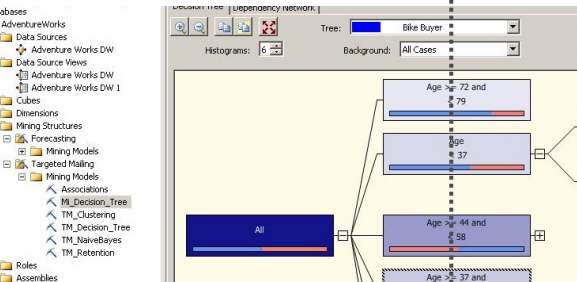 abases
AdventureWorks
Data Sources
Adventure Works DW
Data Source Views
Adventure Works DW
Adventure Works DW 1
Cubes
Dimensions
Mining Structures
Forecasting
Mining Models
Targeted Mailing
Mining Models
Associations
Mi_Decision_Tree
TM_Clustering
TM_Decision_Tree
TM_NaiveBayes
TM_Retention
Roles
Assemblies
Decision Tree Dependency Network
Tree: Bike Buyer
Histograms: 6 Background: All Cases
Age >= 72 and
< 79
Age
< 37
All
Age >= 44 and
< 58
Age >= 37 and